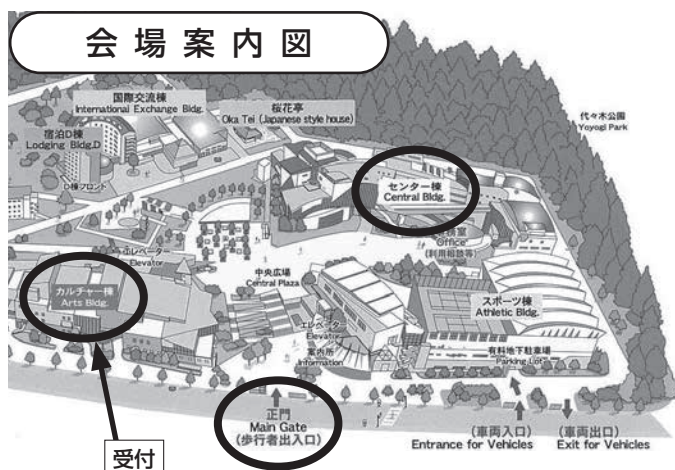 会場案内図
国際交流棟
International Exchange Bldg.
桜花亭
Oka Tei (Japanese style house)
代々木公園
Yoyogi Park
宿泊D棟
Lodging Bldg.D
D棟フロント
センター棟
Central Bldg.
Office
(利用相談等)
エレベーター
Elevator
カルチャー棟
Arts Bldg.
中央広場
Central Plaza
スポーツ棟
Athletic Bldg.
エレベーター
Elevator
案内所
Information
有料地下駐車場
Parking Lot
正門
Main Gate
(歩行者出入口)
(車両入口)
Entrance for Vehicles
(車両出口)
Exit for Vehicles
受付